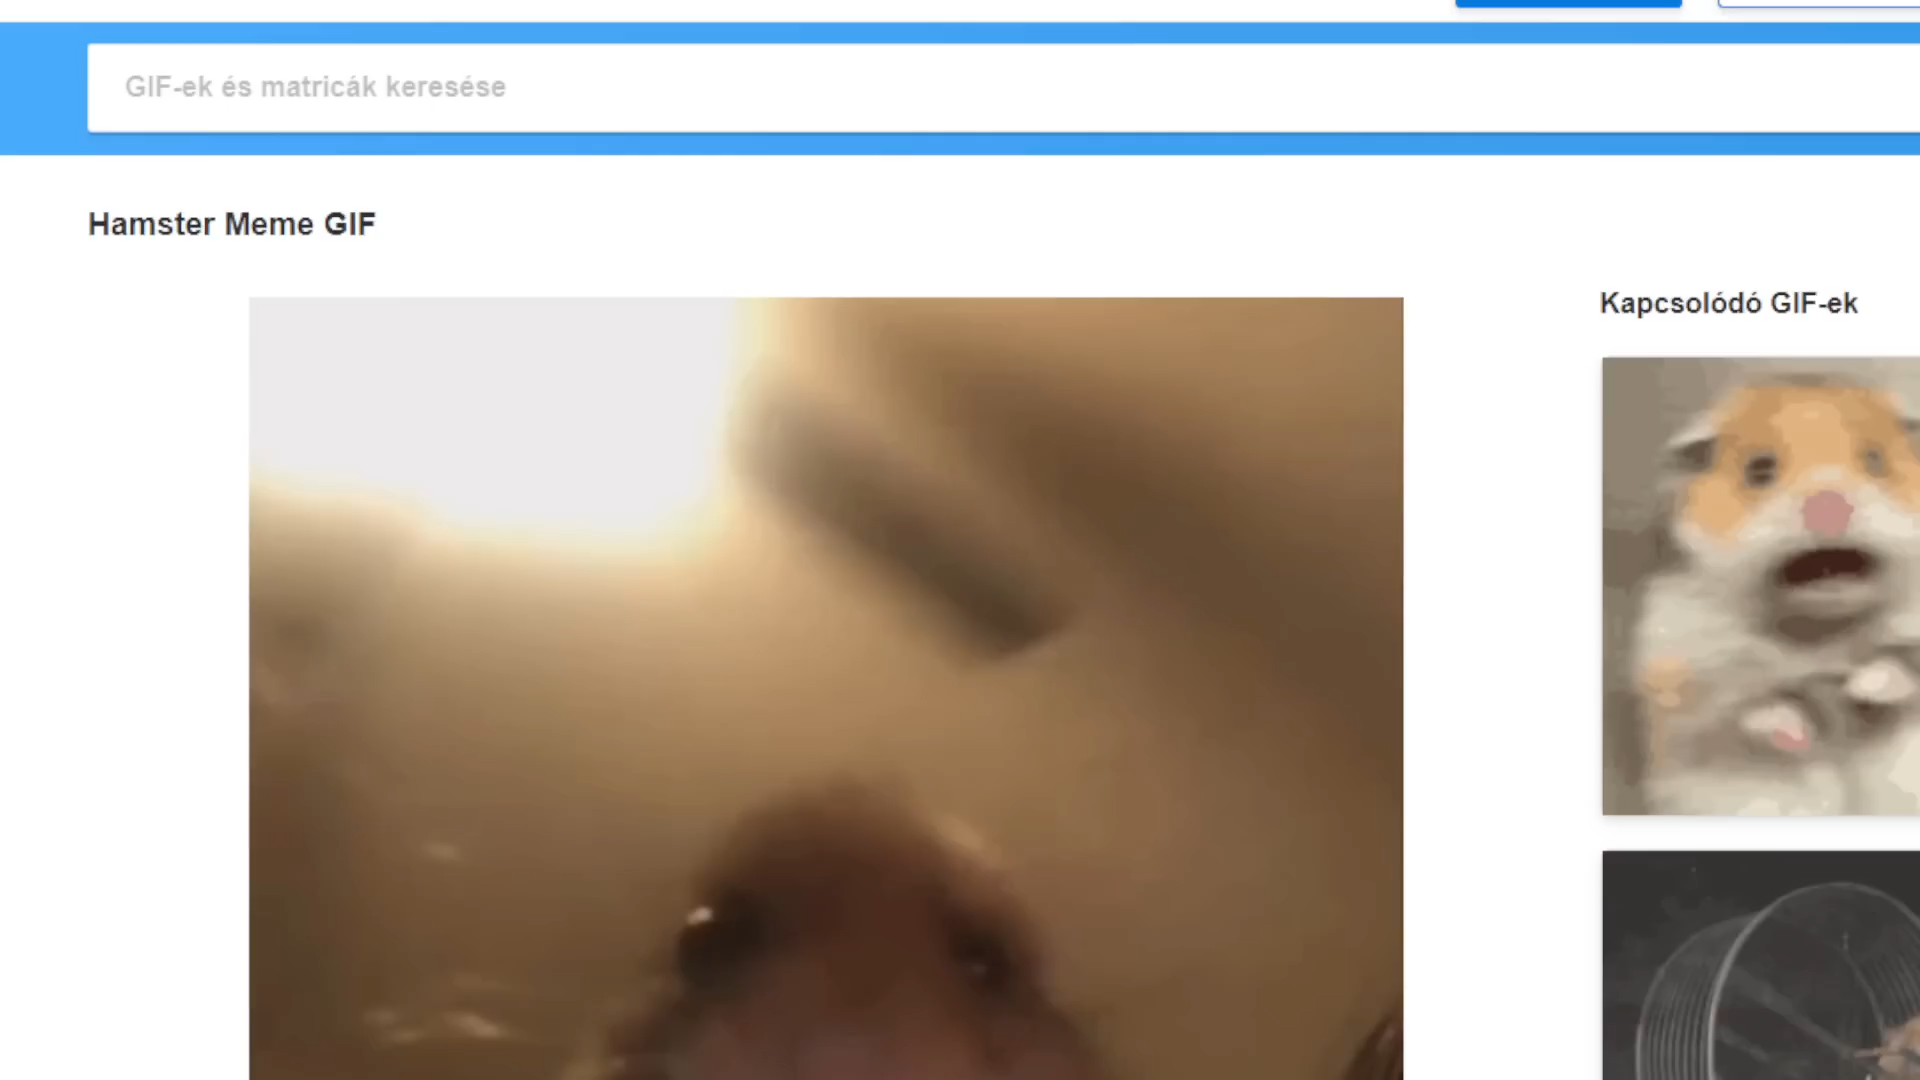 GIF-ek és matricák keresése
Hamster Meme GIF
Kapcsolódó GIF-ek